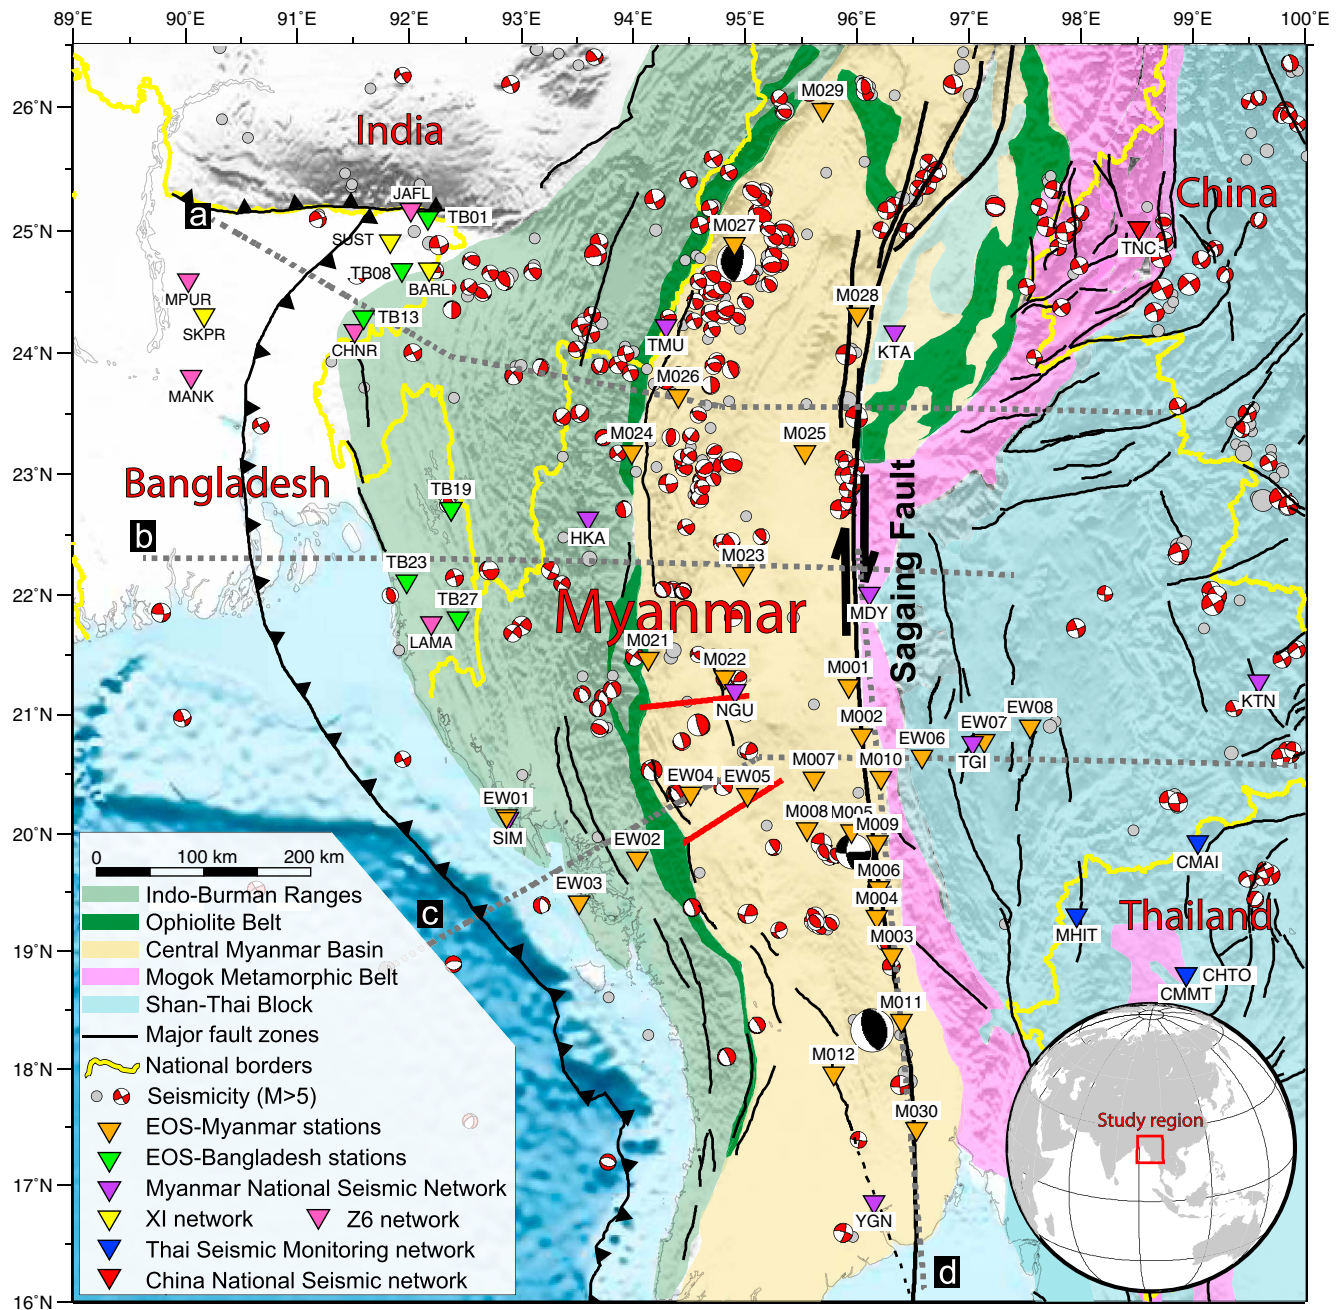 89°E 90°E 91°E 92°E 93°E 94°E 95°E 96°E 97°E 98°E 99°E 100°E
26°N
25°N
24°N
23°N
22°N
21°N
20°N
19°N
18°N
17°N
16°N
India
China
Bangladesh
Myanmar
Thailand
Sagaing Fault
a
b
c
d
M029
JAFL
TB01
SUST
TB08
BARL
MPUR
SKPR
TB13
CHNR
MANK
M027
TNC
M028
TMU
KTA
M026
M024
M025
TB19
HKA
TB23
M023
TB27
LAMA
MDY
M021
M022
NGU
M001
KTN
M002
EW08
EW07
EW06
TGI
M007
M010
EW04
EW05
EW01
SIM
M008
M005
M009
EW02
CMAI
M006
EW03
M004
MHIT
M003
CHTO
CMMT
M011
M012
M030
YGN
0 100 km 200 km
Indo-Burman Ranges
Ophiolite Belt
Central Myanmar Basin
Mogok Metamorphic Belt
Shan-Thai Block
Major fault zones
National borders
Seismicity (M>5)
EOS-Myanmar stations
EOS-Bangladesh stations
Myanmar National Seismic Network
XI network Z6 network
Thai Seismic Monitoring network
China National Seismic network
Study region